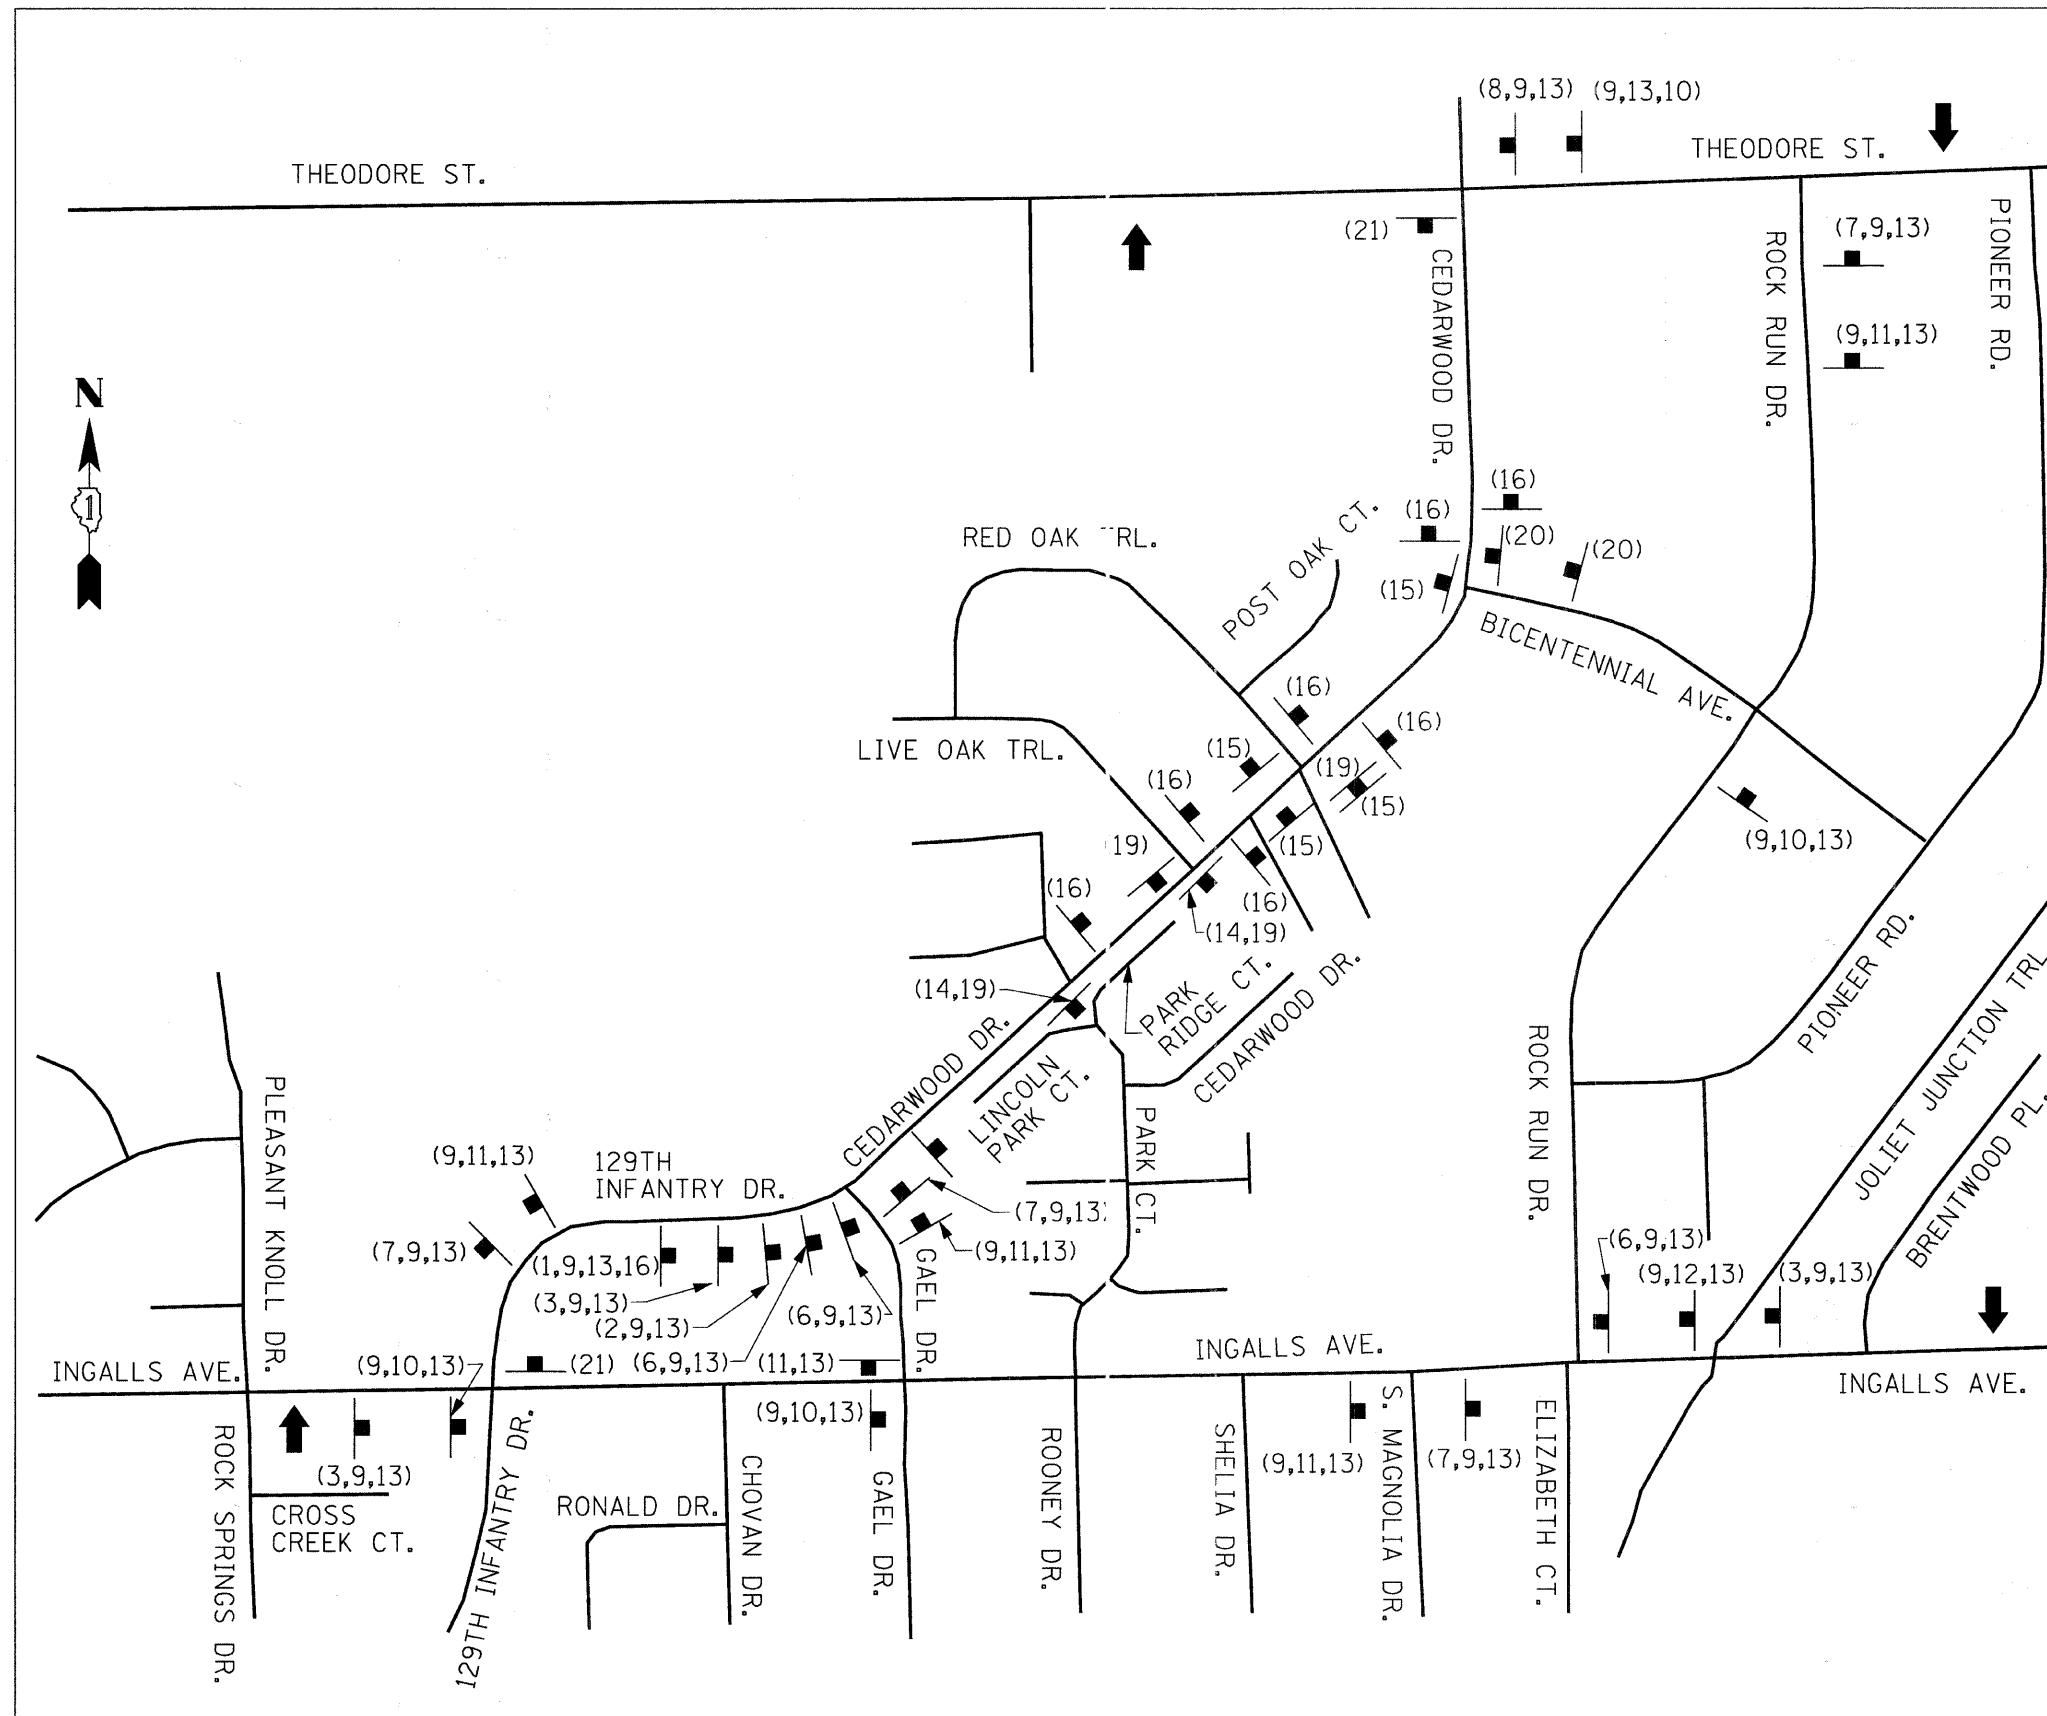 (8,9,13) (9,13,10)
THEODORE ST.
THEODORE ST.
(21)
CEDARWOOD DR.
ROCK RUN DR.
(7,9,13)
PIONEER RD.
(9,11,13)
N
1
(16)
(16)
(20)
(20)
(15)
RED OAK RL.
POST OAK CT.
BICENTENNIAL AVE.
(16)
(16)
LIVE OAK TRL.
(15)
(19)
(16)
(15)
(9,10,13)
19)
(15)
(16)
(16)
(14,19)
(14,19)
PARK
RIDGE CT.
CEDARWOOD DR.
PIONEER RD.
JOLIET JUNCTION TRL
CEDARWOOD DR.
LINCOLN
PARK CT.
PARK CT.
ROCK RUN DR.
BRENTWOOD PL.
PLEASANT KNOLL DR.
(9,11,13)
129TH
INFANTRY DR.
(7,9,13)
(7,9,13)
(1,9,13,16)
(9,11,13)
(3,9,13)
(2,9,13)
(6,9,13)
GAEL DR.
(6,9,13)
(9,12,13)
(3,9,13)
INGALLS AVE.
(9,10,13)
(21)
(6,9,13)
(11,13)
INGALLS AVE.
INGALLS AVE.
(9,10,13)
(3,9,13)
ROCK SPRINGS DR.
CROSS
CREEK CT.
129TH INFANTRY DR.
RONALD DR.
CHOVAN DR.
GAEL DR.
ROONEY DR.
SHELIA DR.
(9,11,13)
S. MAGNOLIA DR.
(7,9,13)
ELIZABETH CT.